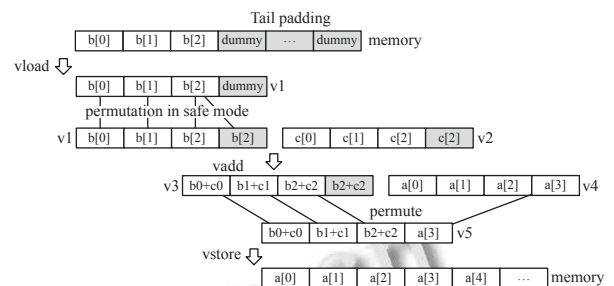 Tail padding
b[0] b[1] b[2] dummy … dummy memory
vload
b[0] b[1] b[2] dummy v1
permutation in safe mode
v1 b[0] b[1] b[2] b[2] c[0] c[1] c[2] c[2] v2
vadd
v3 b0+c0 b1+c1 b2+c2 b2+c2 a[0] a[1] a[2] a[3] v4
permute
b0+c0 b1+c1 b2+c2 a[3] v5
vstore
a[0] a[1] a[2] a[3] a[4] … memory